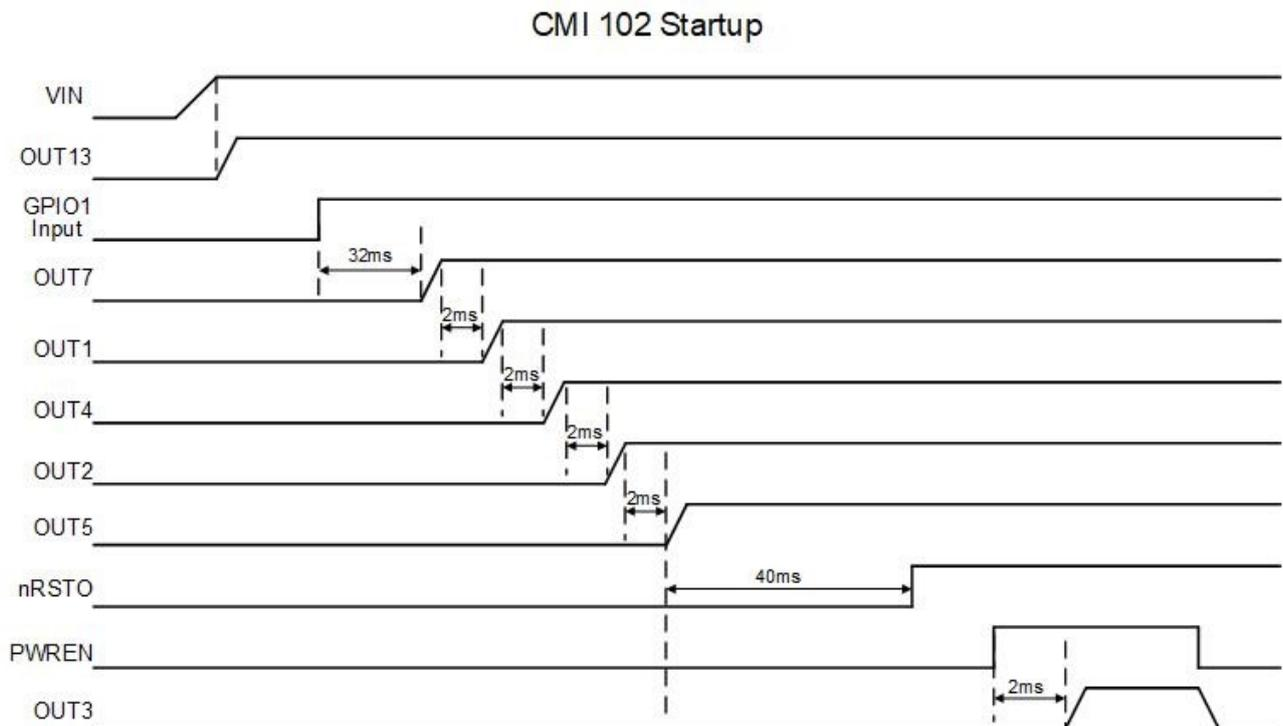 CMI 102 Startup
VIN
OUT13
GPIO1
Input
32ms
OUT7
2ms
OUT1
2ms
OUT4
2ms
OUT2
2ms
OUT5
40ms
nRSTO
PWREN
2ms
OUT3